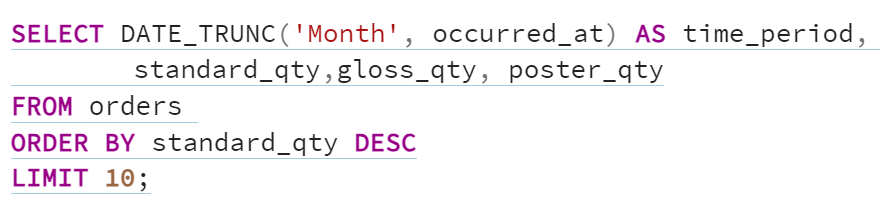 SELECT DATE_TRUNC('Month', occurred_at) AS time_period,
standard_qty,gloss_qty, poster_qty
FROM orders
ORDER BY standard_qty DESC
LIMIT 10;